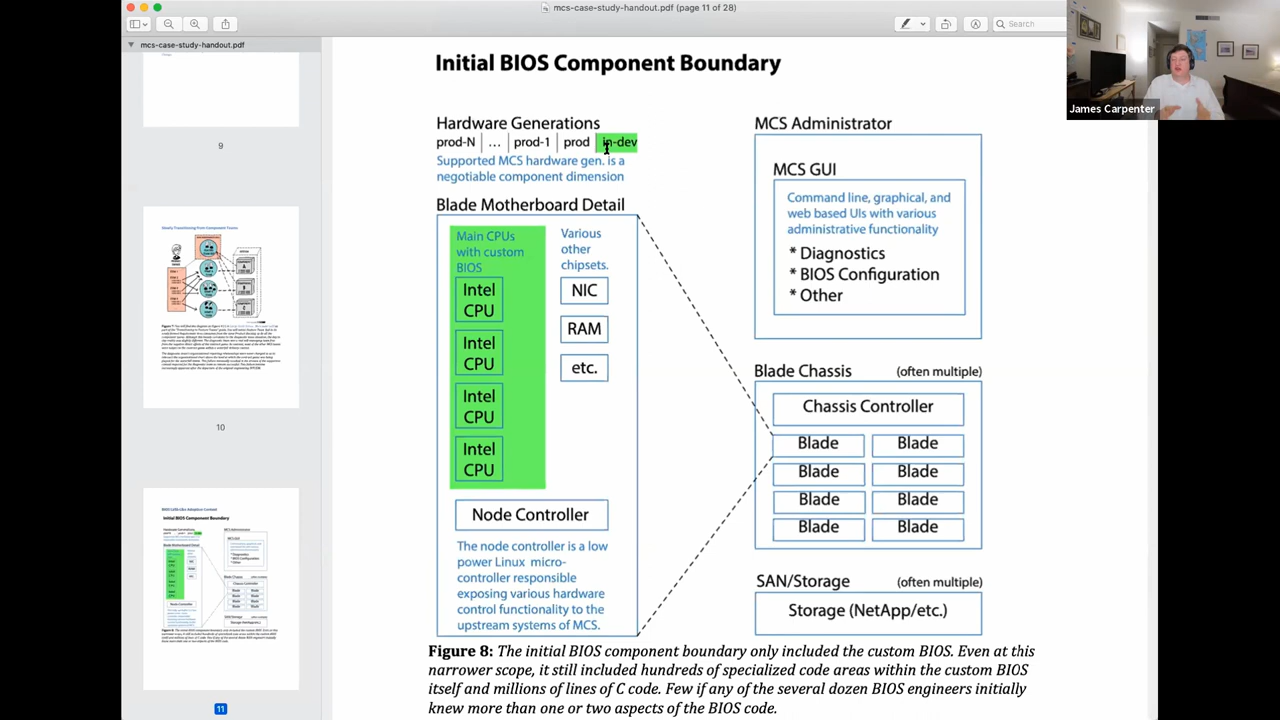 mcs-case-study-handout.pdf (page 11 of 28)
Search
mcs-case-study-handout.pdf
9
Slowly Transitioning From Component Teams
10
Initial BIOS Component Boundary
11
James Carpenter
Initial BIOS Component Boundary
Hardware Generations
prod-N | ... | prod-1 | prod | in-dev
Supported MCS hardware gen. is a
negotiable component dimension
Blade Motherboard Detail
Main CPUs
with custom
BIOS
Intel
CPU
Intel
CPU
Intel
CPU
Intel
CPU
Various
other
chipsets.
NIC
RAM
etc.
Node Controller
The node controller is a low
power Linux micro-
controller responsible
exposing various hardware
control functionality to the
upstream systems of MCS.
MCS Administrator
MCS GUI
Command line, graphical, and
web based UIs with various
administrative functionality
* Diagnostics
* BIOS Configuration
* Other
Blade Chassis (often multiple)
Chassis Controller
Blade Blade
Blade Blade
Blade Blade
Blade Blade
SAN/Storage (often multiple)
Storage (NetApp/etc.)
Figure 8: The initial BIOS component boundary only included the custom BIOS. Even at this
narrower scope, it still included hundreds of specialized code areas within the custom BIOS
itself and millions of lines of C code. Few if any of the several dozen BIOS engineers initially
knew more than one or two aspects of the BIOS code.